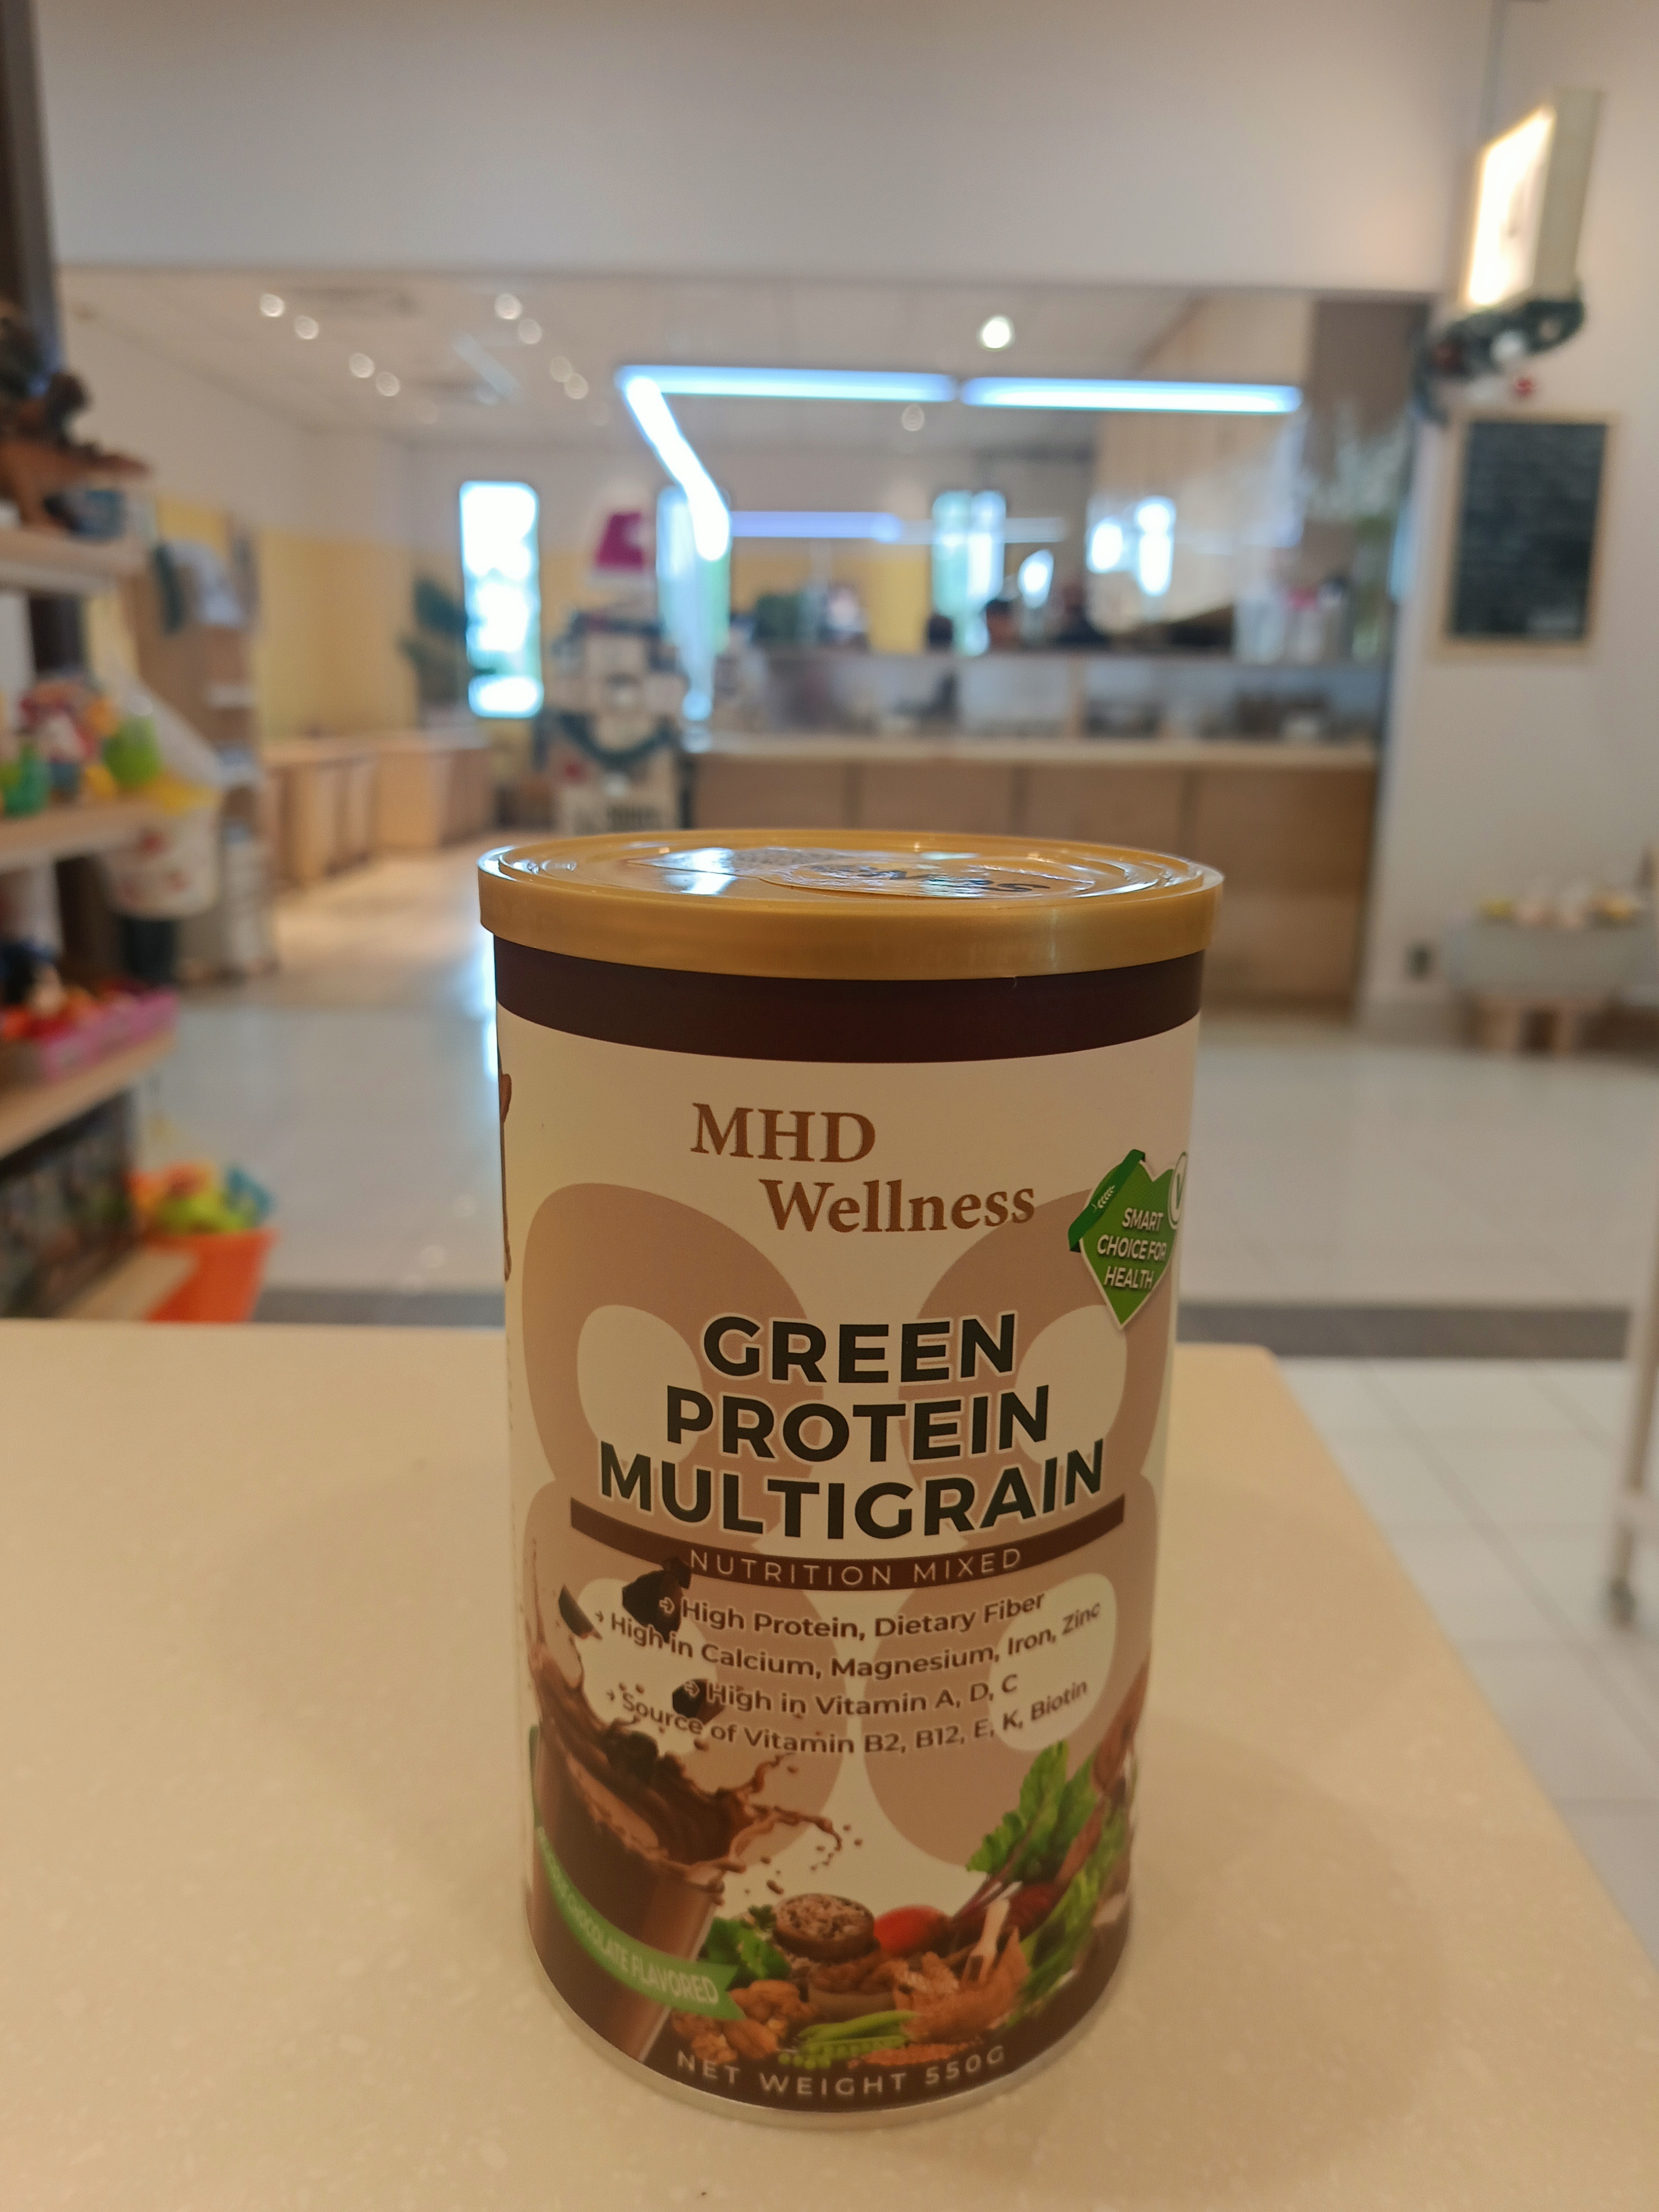 MHD
Wellness
SMART
CHOICE FOR
HEALTH
GREEN
PROTEIN
MULTIGRAIN
NUTRITION MIXED
High Protein, Dietary Fiber
High in Calcium, Magnesium, Iron, Zinc
High in Vitamin A, D, C
Source of Vitamin B2, B12, E, K, Biotin
CHOCOLATE FLAVORED
NET WEIGHT 550G